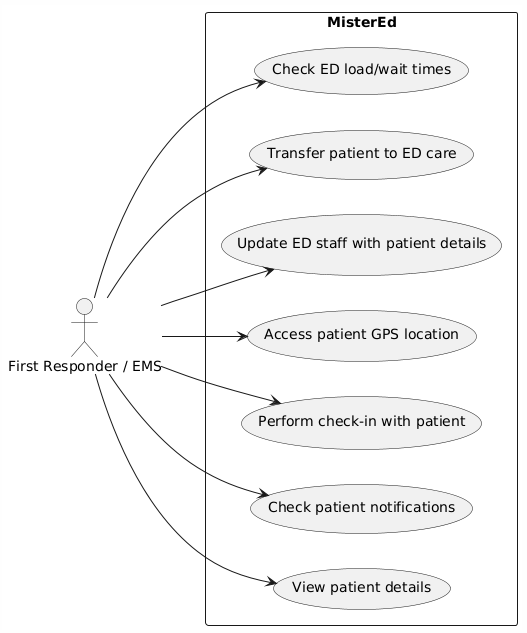 MisterEd
Check ED load/wait times
Transfer patient to ED care
Update ED staff with patient details
Access patient GPS location
First Responder / EMS
Perform check-in with patient
Check patient notifications
View patient details